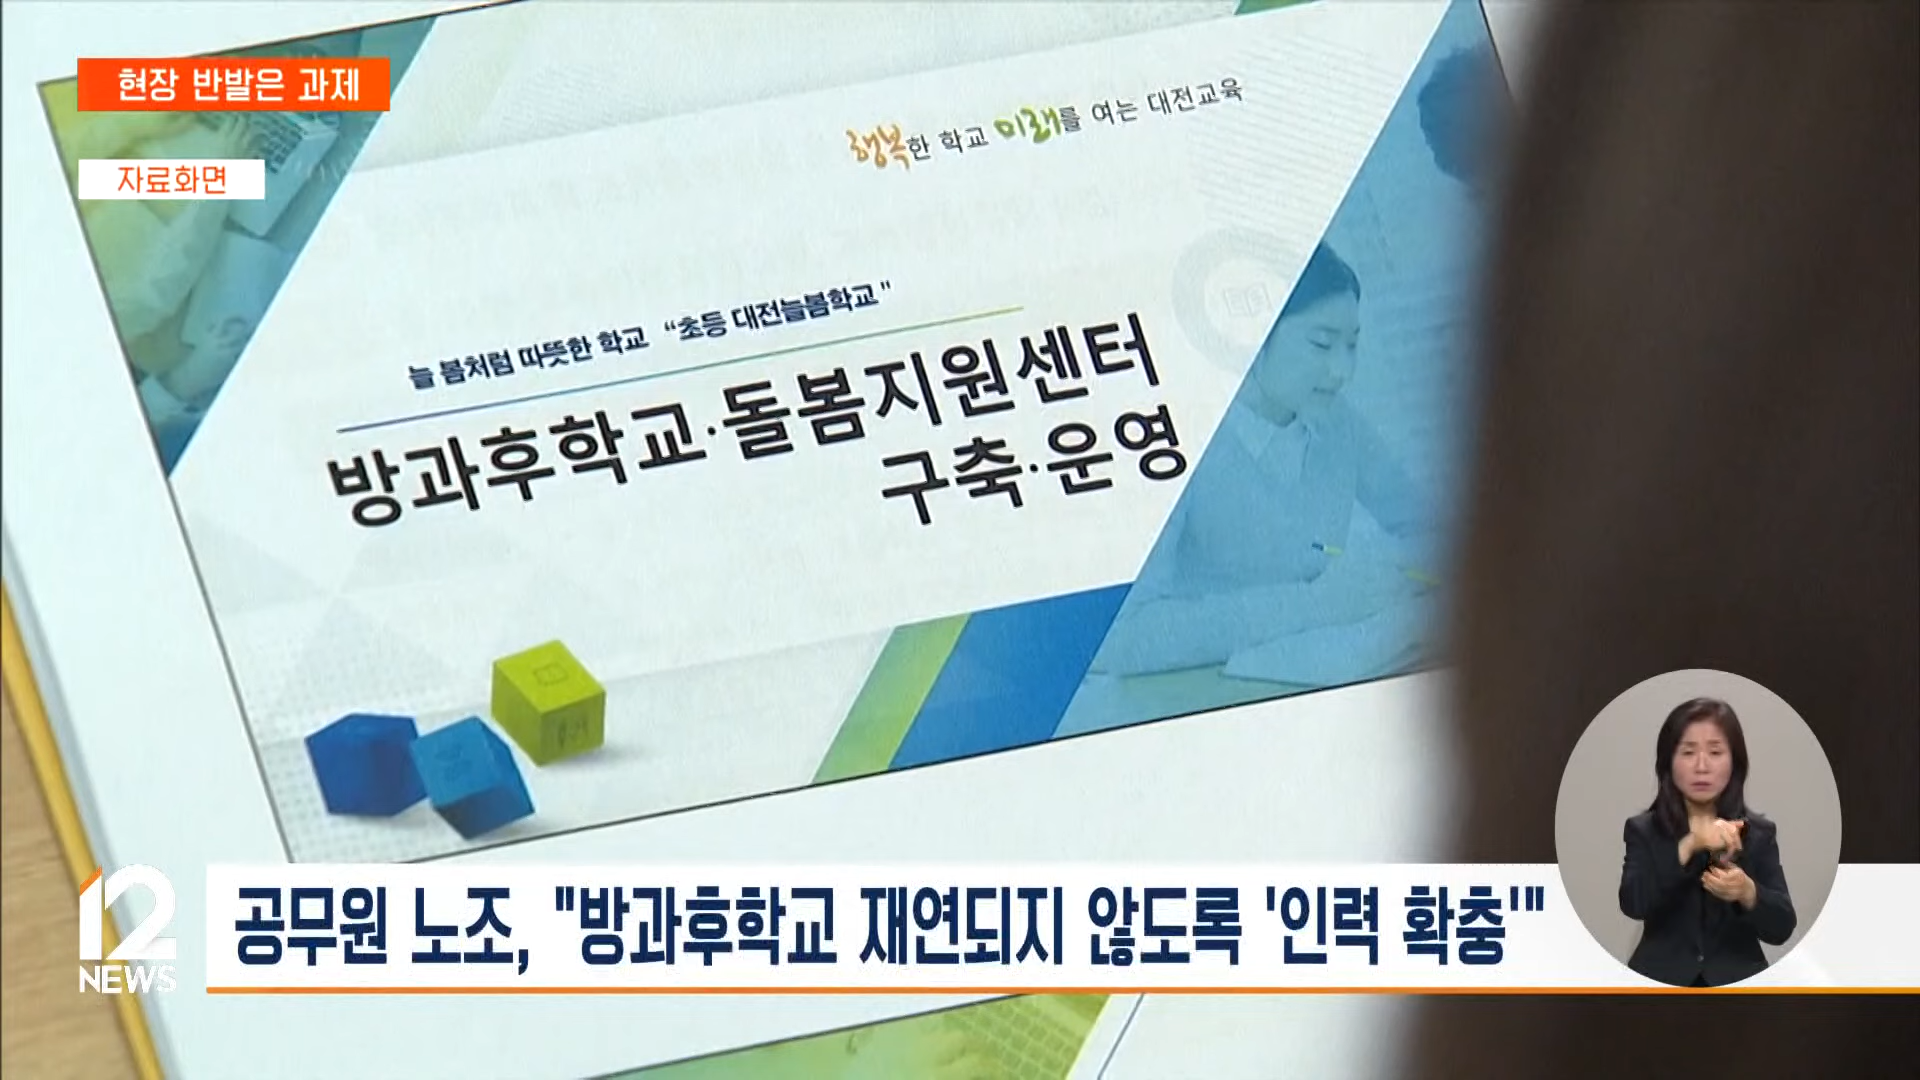 현장 반발은 과제
자료화면
행복한 학교 미래를 여는 대전교육
늘 봄처럼 따뜻한 학교 “초등 대전늘봄학교"
방과후학교·돌봄지원센터
구축·운영
12
NEWS
공무원 노조, "방과후학교 재연되지 않도록 '인력 확충'"